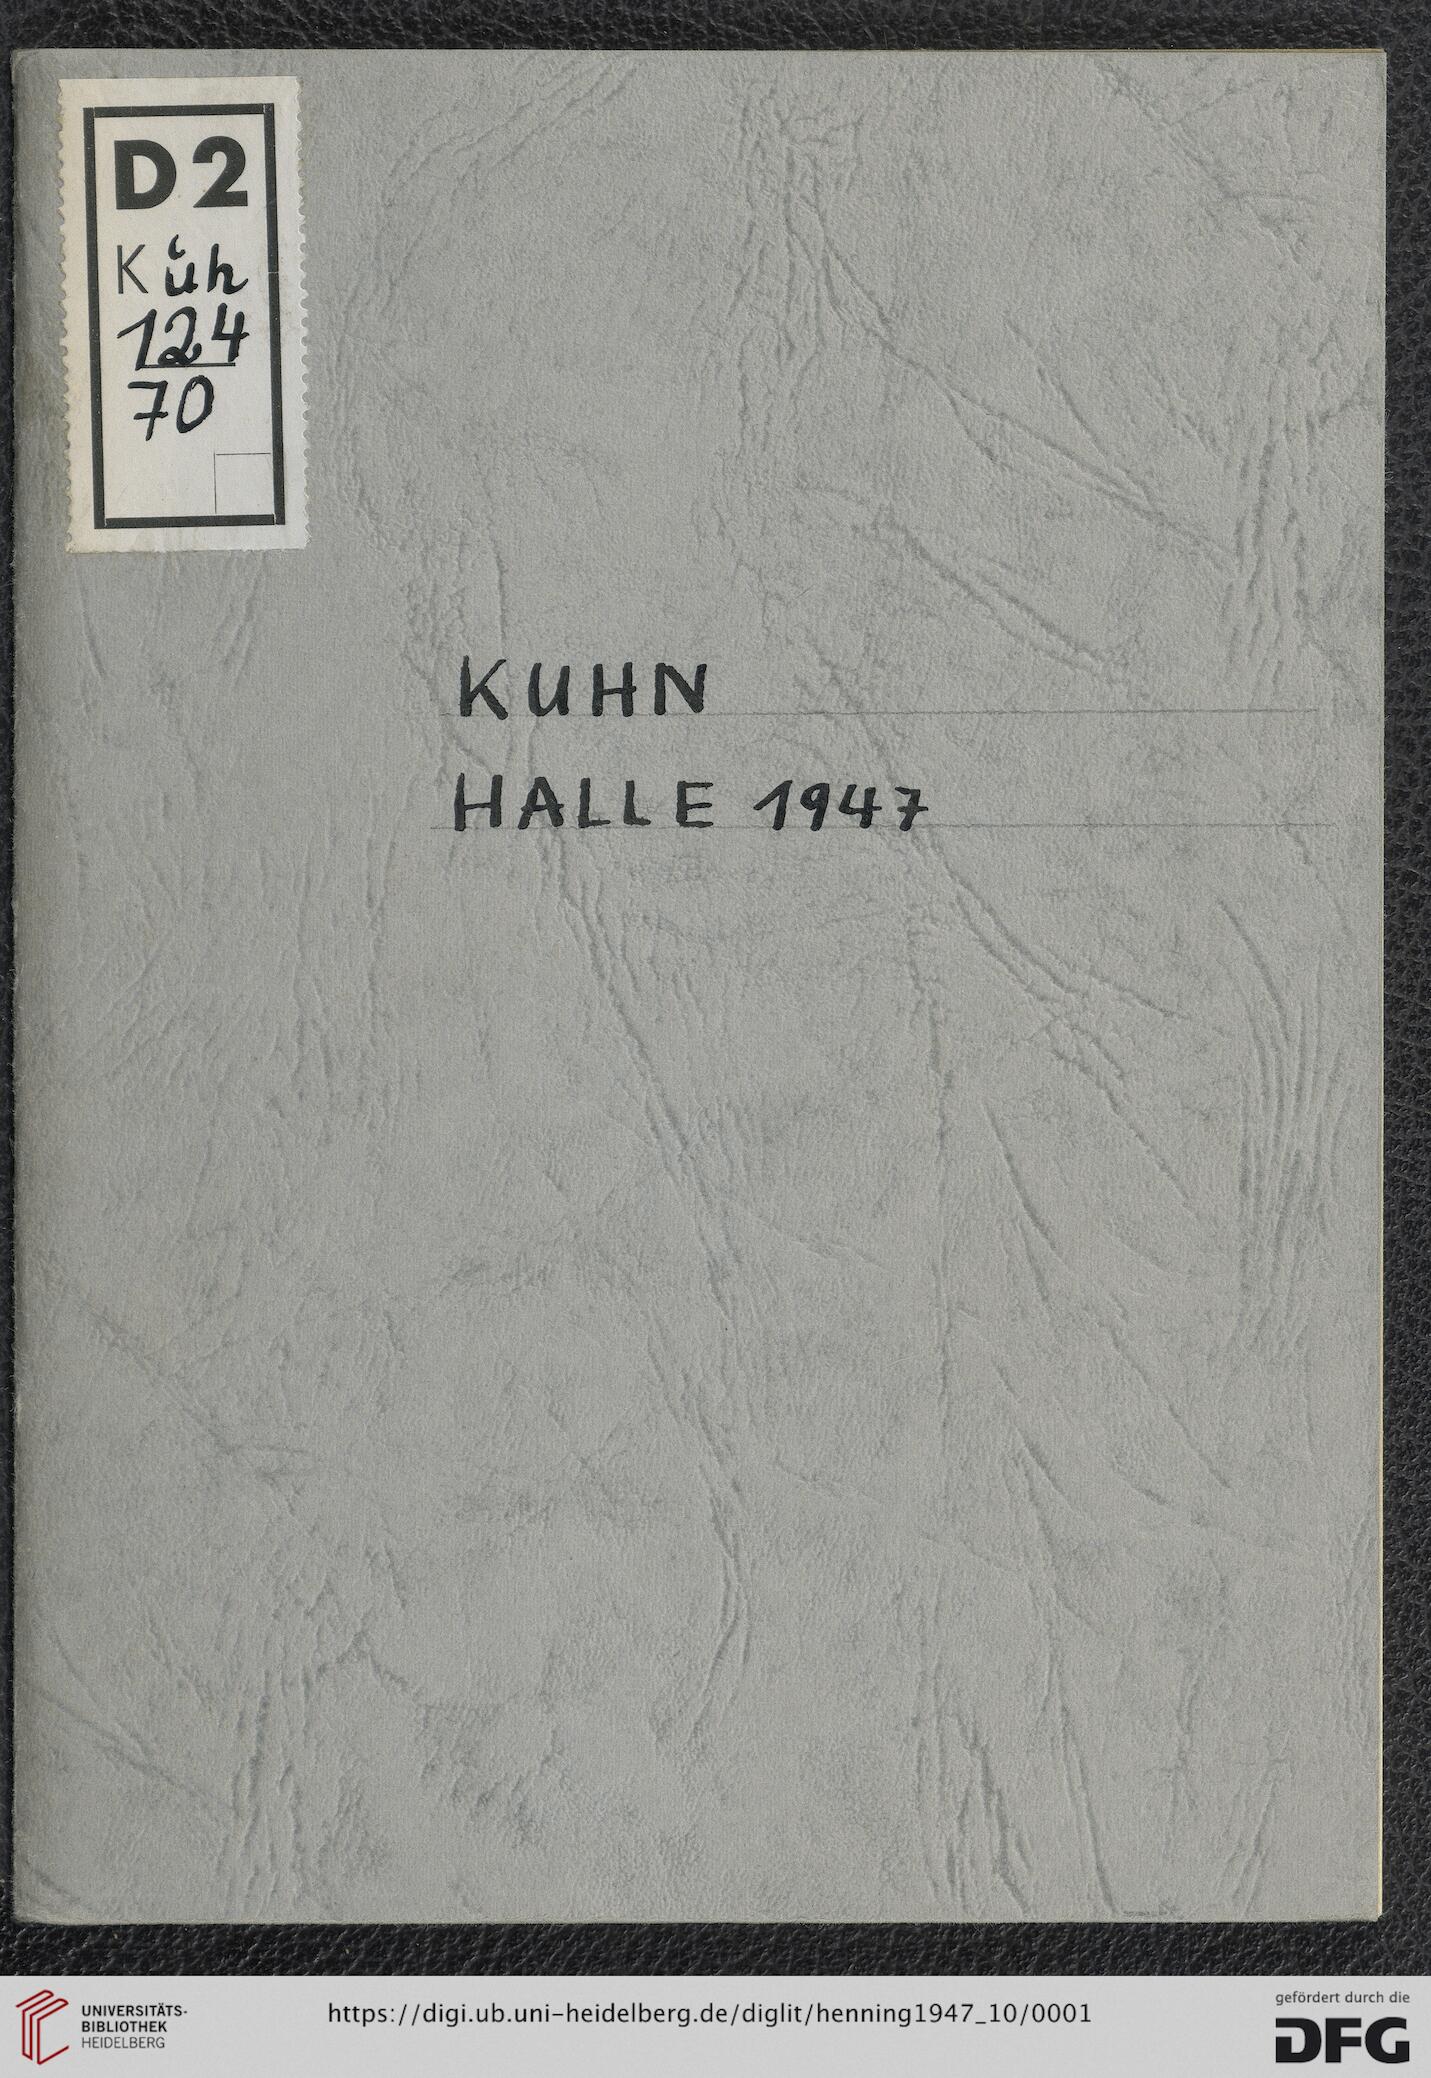 D2
Kŭh
124
70
KUHN
HALLE 1947
UNIVERSITÄTS-
BIBLIOTHEK
HEIDELBERG
https://digi.ub.uni-heidelberg.de/diglit/henning1947_10/0001
gefördert durch die
DFG